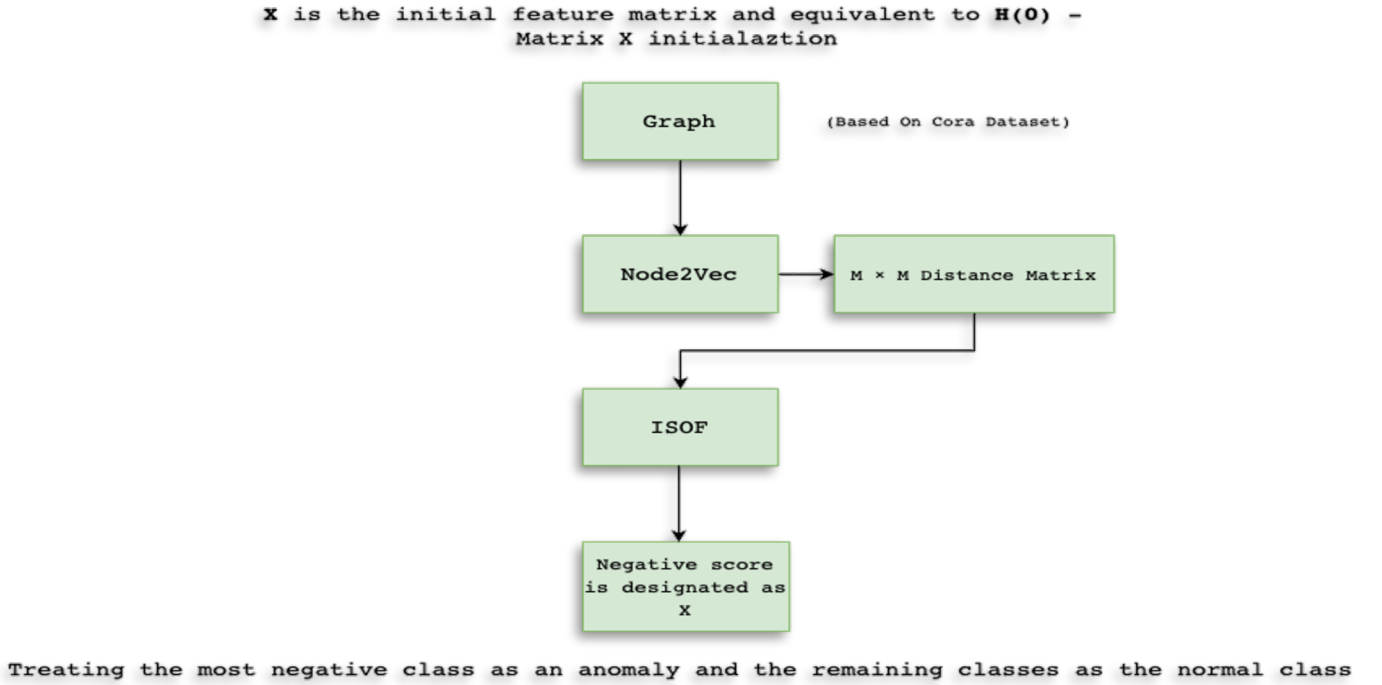 X is the initial feature matrix and equivalent to H(0) –
Matrix X initialaztion
Graph
(Based On Cora Dataset)
Node2Vec
M × M Distance Matrix
ISOF
Negative score
is designated as
X
Treating the most negative class as an anomaly and the remaining classes as the normal class